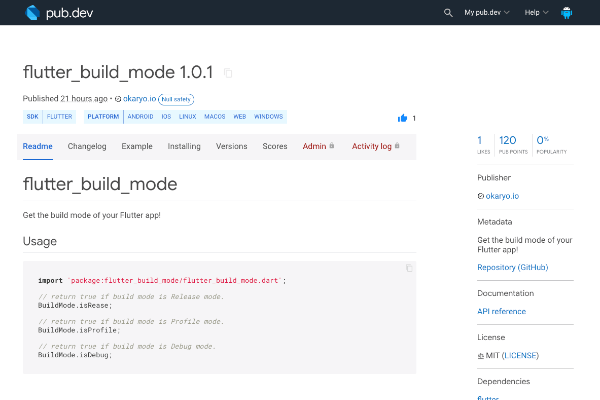 pub.dev
My pub.dev
Help
flutter_build_mode 1.0.1
Published 21 hours ago • okaryo.io Null safety
SDK FLUTTER PLATFORM ANDROID IOS LINUX MACOS WEB WINDOWS
1
Readme Changelog Example Installing Versions Scores Admin Activity log
flutter_build_mode
Get the build mode of your Flutter app!
Usage
import `package:flutter_build_mode/flutter_build_mode.dart`;
// return true if build mode is Release mode.
BuildMode.isRease;
// return true if build mode is Profile mode.
BuildMode.isProfile;
// return true if build mode is Debug mode.
BuildMode.isDebug;
1 120 0%
LIKES PUB POINTS POPULARITY
Publisher
okaryo.io
Metadata
Get the build mode of your
Flutter app!
Repository (GitHub)
Documentation
API reference
License
MIT (LICENSE)
Dependencies
flutter